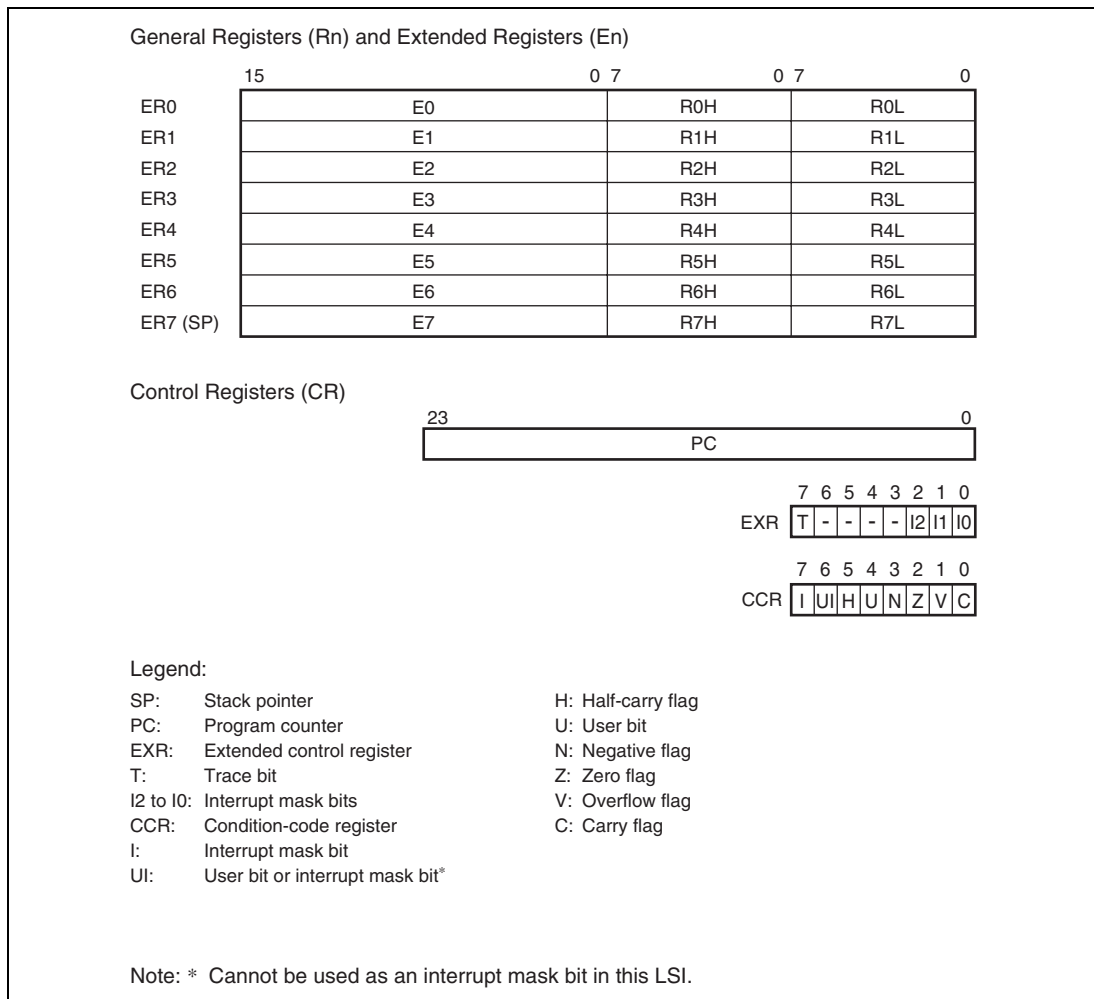 General Registers (Rn) and Extended Registers (En)
15 0 7 0 7 0
ER0 E0 R0H R0L
ER1 E1 R1H R1L
ER2 E2 R2H R2L
ER3 E3 R3H R3L
ER4 E4 R4H R4L
ER5 E5 R5H R5L
ER6 E6 R6H R6L
ER7 (SP) E7 R7H R7L
Control Registers (CR)
23 0
PC
7 6 5 4 3 2 1 0
EXR T - - - - I2 I1 I0
7 6 5 4 3 2 1 0
CCR I UI H U N Z V C
Legend:
SP: Stack pointer
PC: Program counter
EXR: Extended control register
T: Trace bit
I2 to I0: Interrupt mask bits
CCR: Condition-code register
I: Interrupt mask bit
UI: User bit or interrupt mask bit*
H: Half-carry flag
U: User bit
N: Negative flag
Z: Zero flag
V: Overflow flag
C: Carry flag
Note: * Cannot be used as an interrupt mask bit in this LSI.